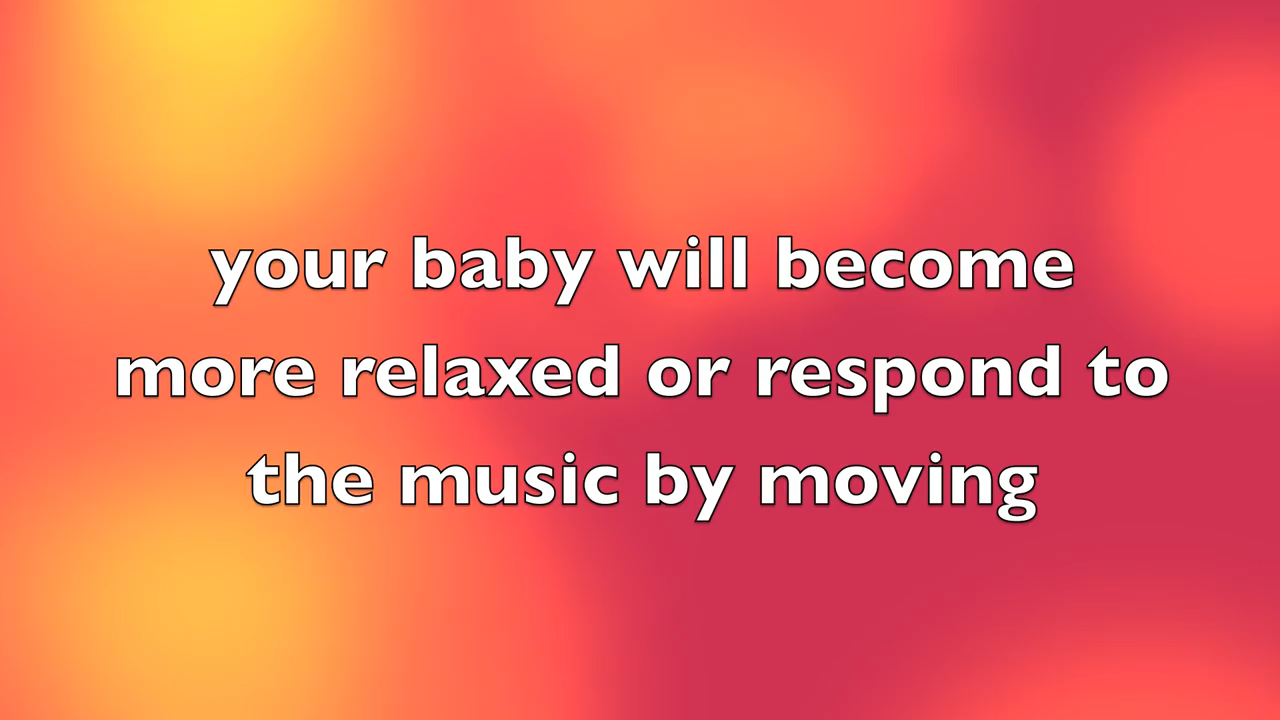 your baby will become
more relaxed or respond to
the music by moving